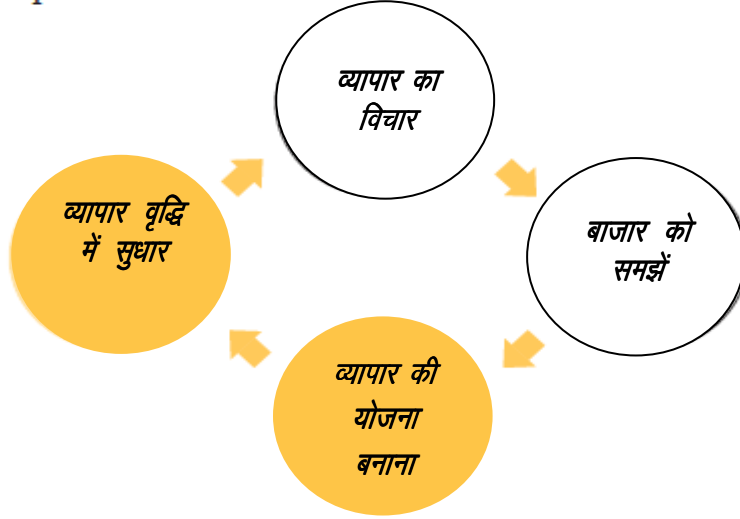 व्यापार का
विचार
बाजार को
समझें
व्यापार की
योजना
बनाना
व्यापार वृद्धि
में सुधार